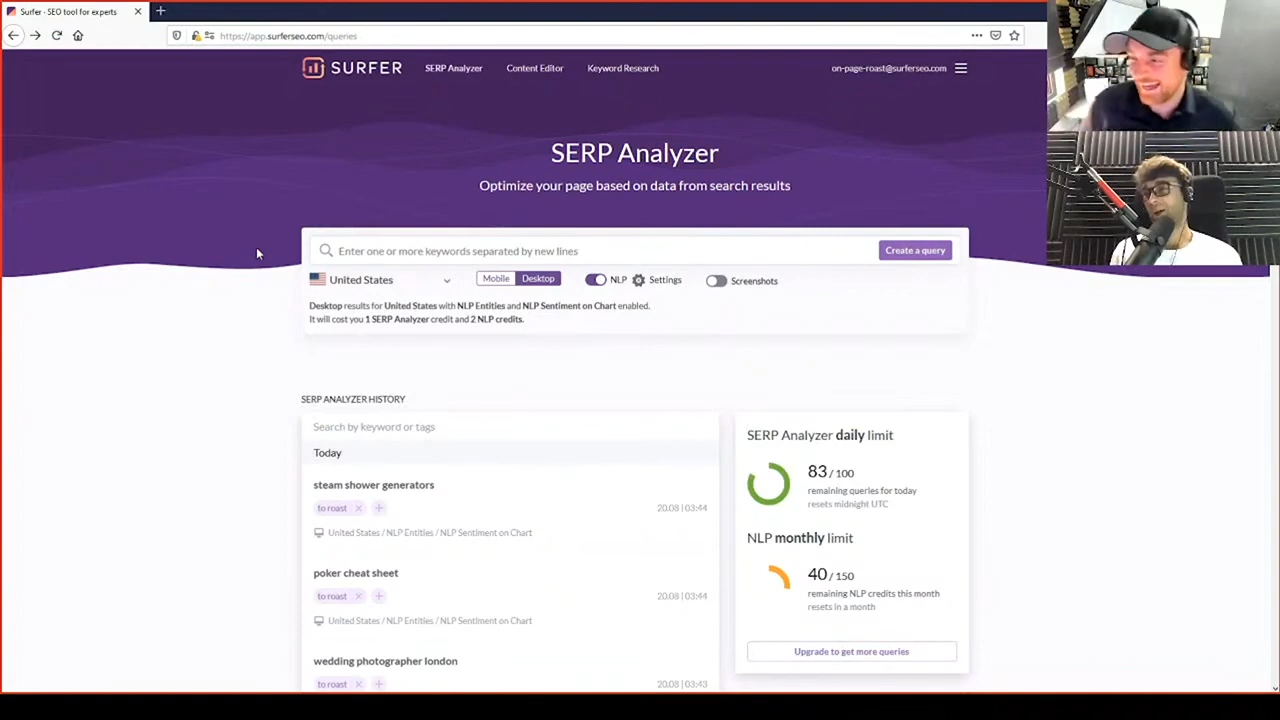 Surfer - SEO tool for experts
https://app.surferseo.com/queries
SURFER
SERP Analyzer
Content Editor
Keyword Research
on-page-roast@surferseo.com
SERP Analyzer
Optimize your page based on data from search results
Enter one or more keywords separated by new lines
Create a query
United States
Mobile
Desktop
NLP
Settings
Screenshots
Desktop results for United States with NLP Entities and NLP Sentiment on Chart enabled.
It will cost you 1 SERP Analyzer credit and 2 NLP credits.
SERP ANALYZER HISTORY
Search by keyword or tags
Today
steam shower generators
to roast
20.08 | 03:44
United States / NLP Entities / NLP Sentiment on Chart
poker cheat sheet
to roast
20.08 | 03:44
United States / NLP Entities / NLP Sentiment on Chart
wedding photographer london
to roast
20.08 | 03:43
SERP Analyzer daily limit
83 / 100
remaining queries for today
resets midnight UTC
NLP monthly limit
40 / 150
remaining NLP credits this month
resets in a month
Upgrade to get more queries